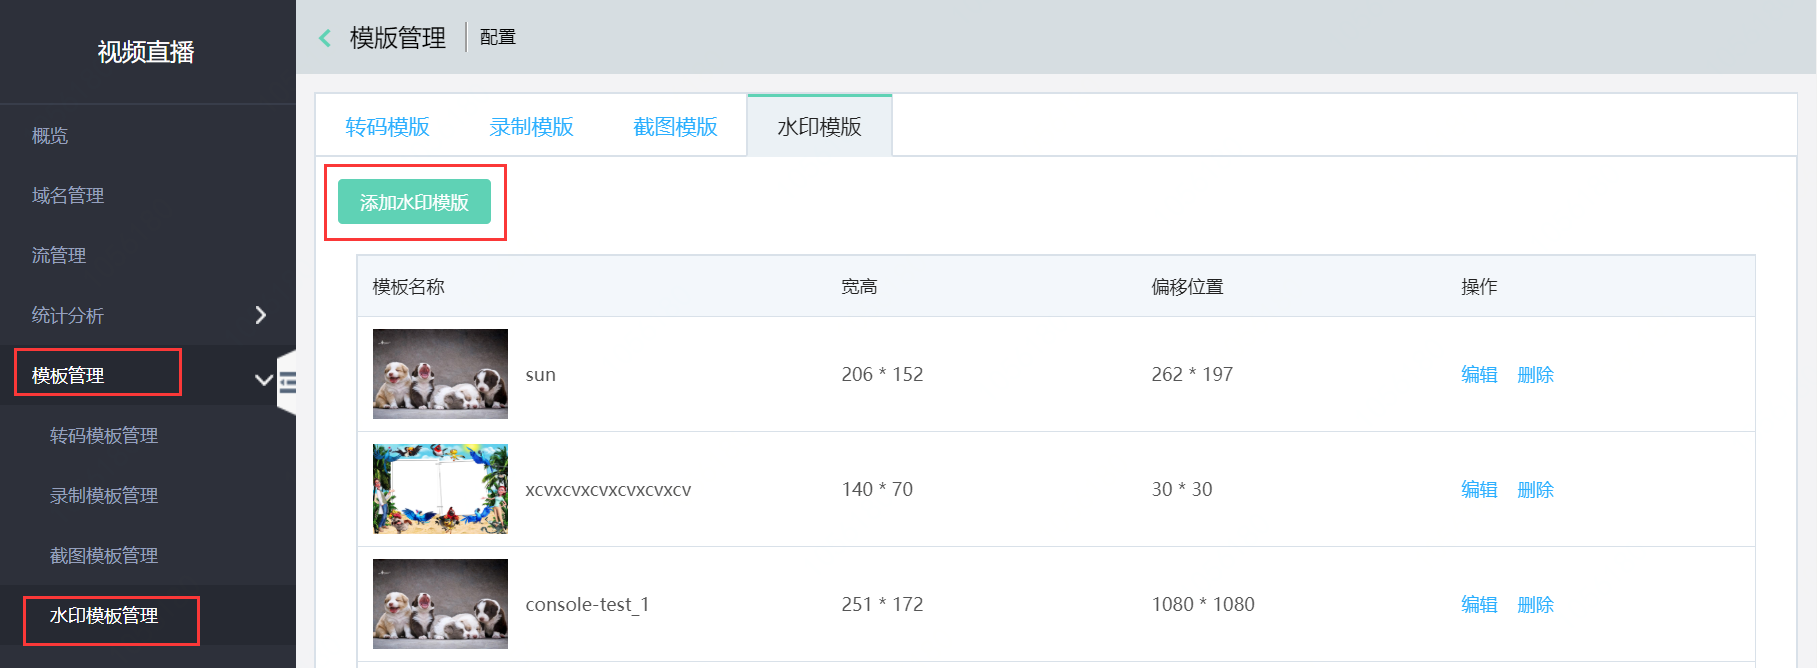 视频直播
概览
域名管理
流管理
统计分析
模板管理
转码模板管理
录制模板管理
截图模板管理
水印模板管理
模版管理 配置
转码模版 录制模版 截图模版 水印模版
添加水印模版
模板名称 宽高 偏移位置 操作
sun 206 * 152 262 * 197 编辑 删除
xcvxcvxcvxcvxcvxcv 140 * 70 30 * 30 编辑 删除
console-test_1 251 * 172 1080 * 1080 编辑 删除